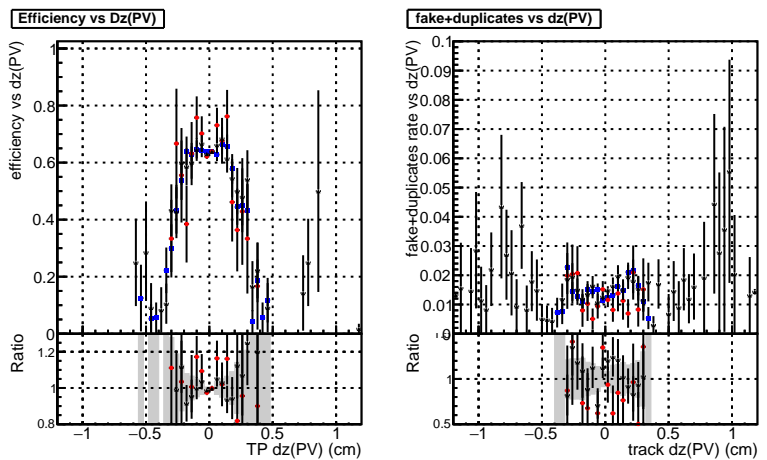 Efficiency vs Dz(PV)
efficiency vs dz(PV)
1
0.8
0.6
0.4
0.2
0
Ratio
1.2
1
0.8
−1 −0.5 0 0.5 1
TP dz(PV) (cm)
fake+duplicates vs dz(PV)
fake+duplicates rate vs dz(PV)
0.1
0.09
0.08
0.07
0.06
0.05
0.04
0.03
0.02
0.01
0
Ratio
1
0.5
−1 −0.5 0 0.5 1
track dz(PV) (cm)